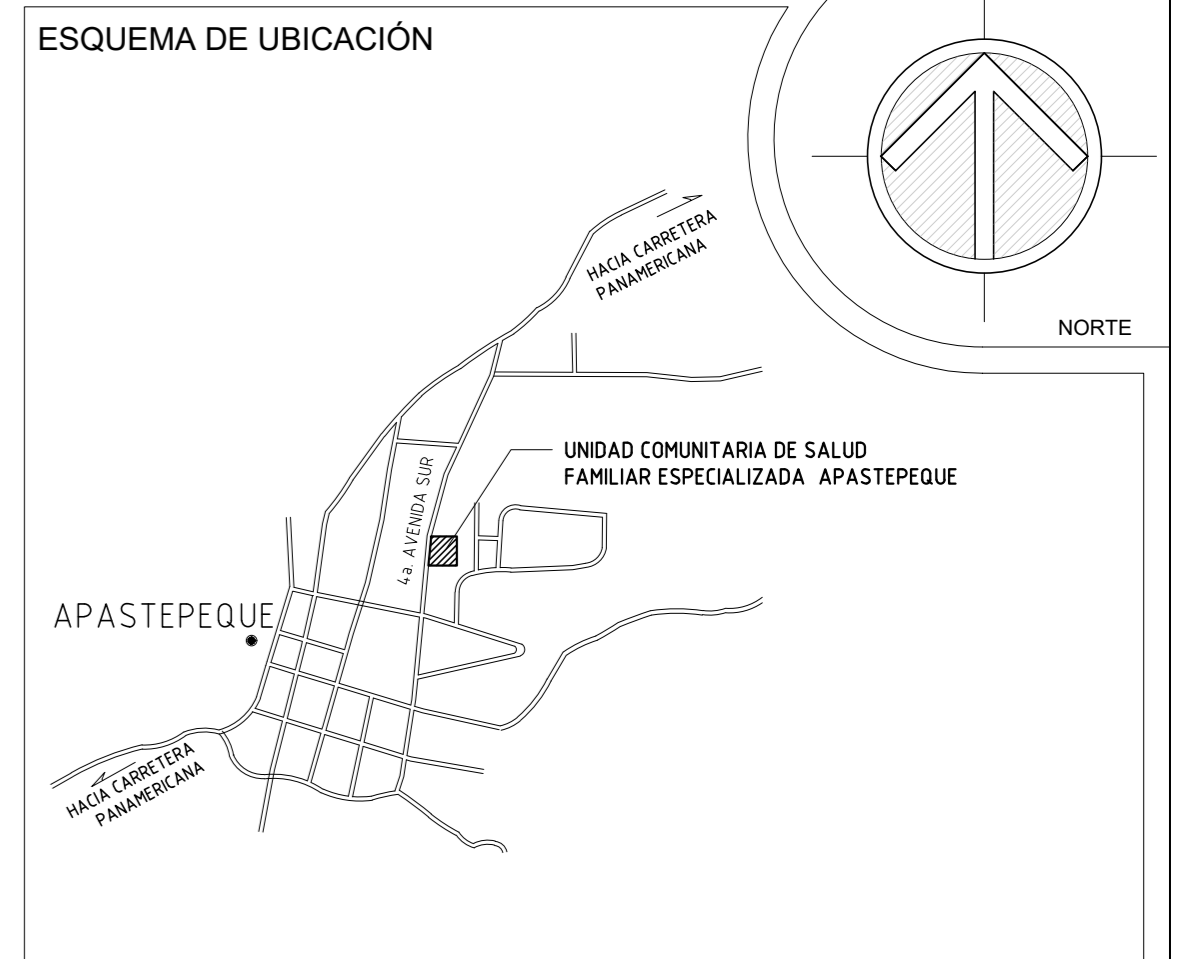 ESQUEMA DE UBICACIÓN
HACIA CARRETERA
PANAMERICANA
NORTE
UNIDAD COMUNITARIA DE SALUD
FAMILIAR ESPECIALIZADA APASTEPEQUE
4a. AVENIDA SUR
APASTEPEQUE
HACIA CARRETERA
PANAMERICANA